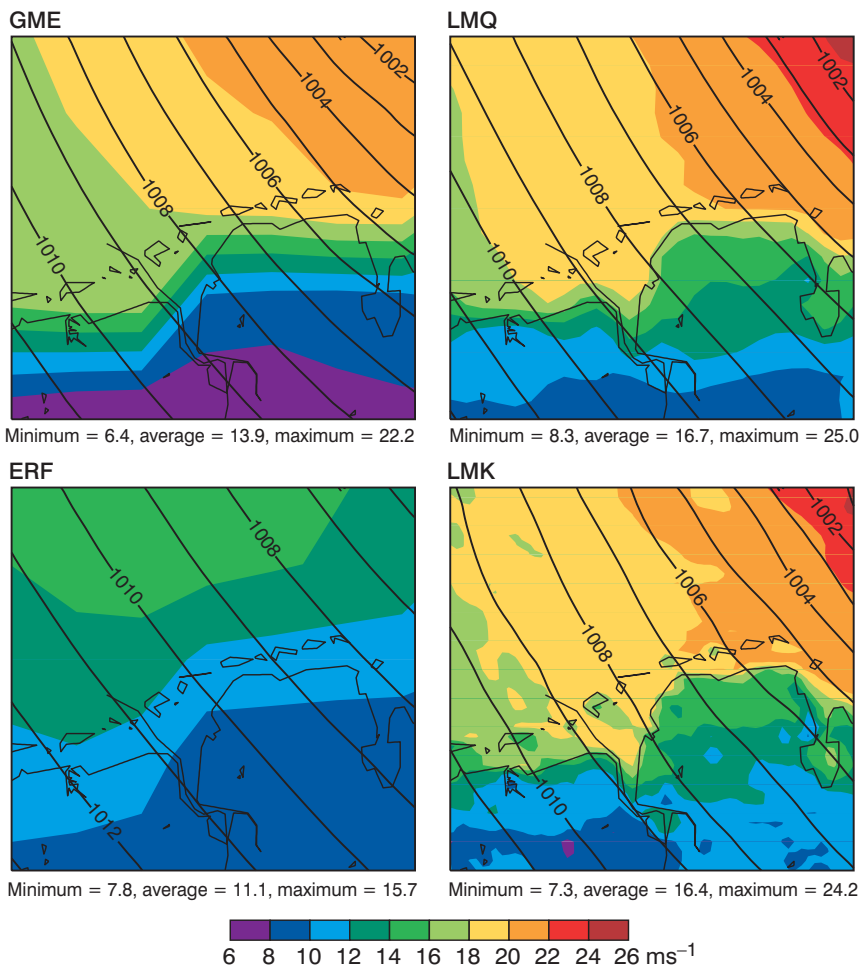 GME
LMQ
1002
1004
1006
1008
1010
1002
1004
1006
1008
1010
Minimum = 6.4, average = 13.9, maximum = 22.2
Minimum = 8.3, average = 16.7, maximum = 25.0
ERF
LMK
1008
1010
1012
1002
1004
1006
1008
1010
Minimum = 7.8, average = 11.1, maximum = 15.7
Minimum = 7.3, average = 16.4, maximum = 24.2
6 8 10 12 14 16 18 20 22 24 26 ms⁻¹